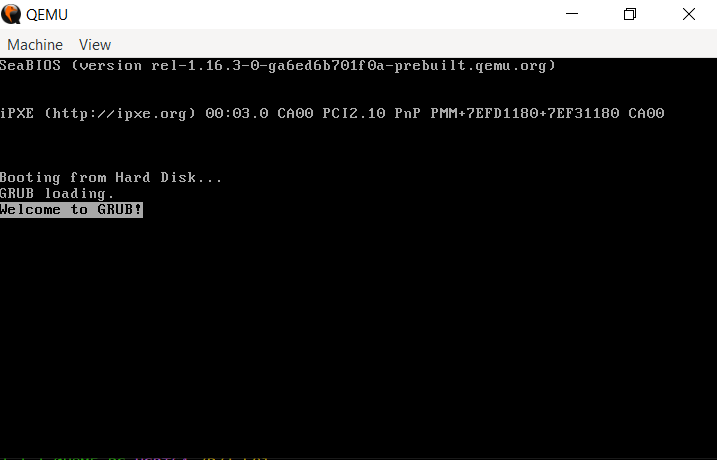 QEMU
Machine View
SeaBIOS (version rel-1.16.3-0-ga6ed6b701f0a-prebuilt.qemu.org)
iPXE (http://ipxe.org) 00:03.0 CA00 PCI2.10 PnP PMM+7EFD1180+7EF31180 CA00
Booting from Hard Disk...
GRUB loading.
Welcome to GRUB!